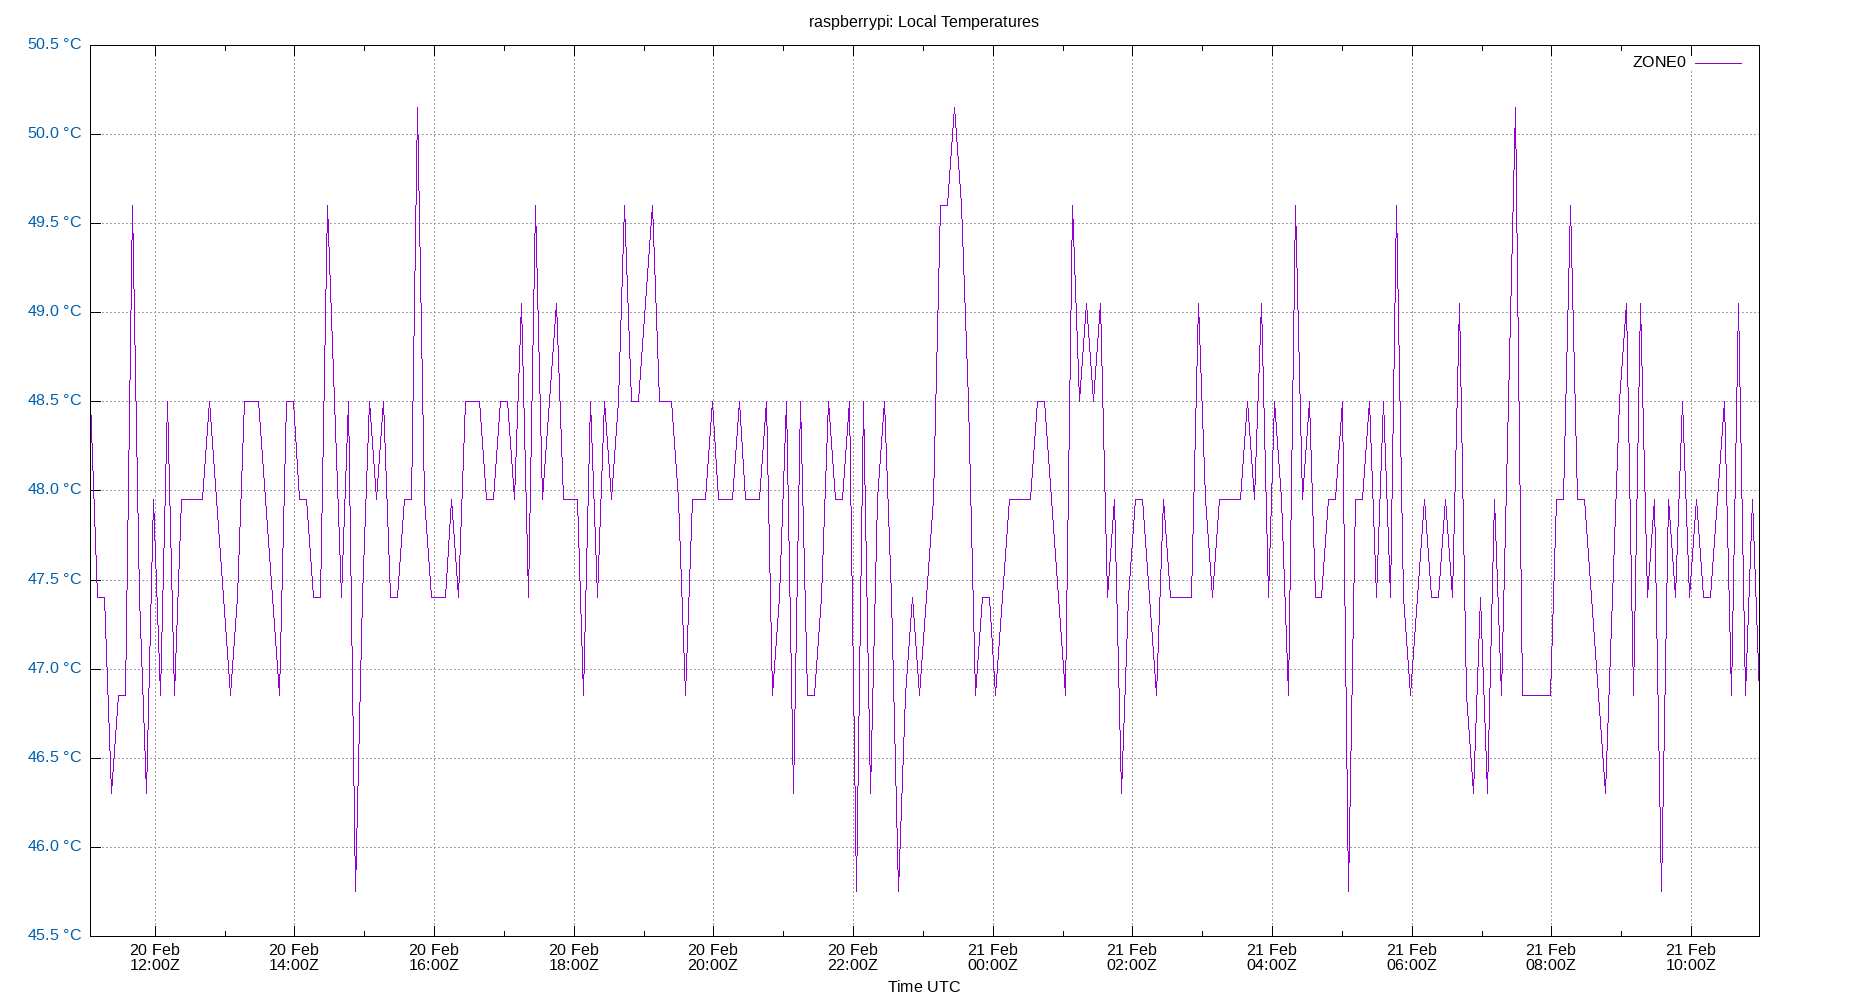 raspberrypi: Local Temperatures
50.5 °C
ZONE0
50.0 °C
49.5 °C
49.0 °C
48.5 °C
48.0 °C
47.5 °C
47.0 °C
46.5 °C
46.0 °C
45.5 °C
20 Feb 20 Feb 20 Feb 20 Feb 20 Feb 20 Feb 21 Feb 21 Feb 21 Feb 21 Feb 21 Feb 21 Feb
12:00Z 14:00Z 16:00Z 18:00Z 20:00Z 22:00Z 00:00Z 02:00Z 04:00Z 06:00Z 08:00Z 10:00Z
Time UTC